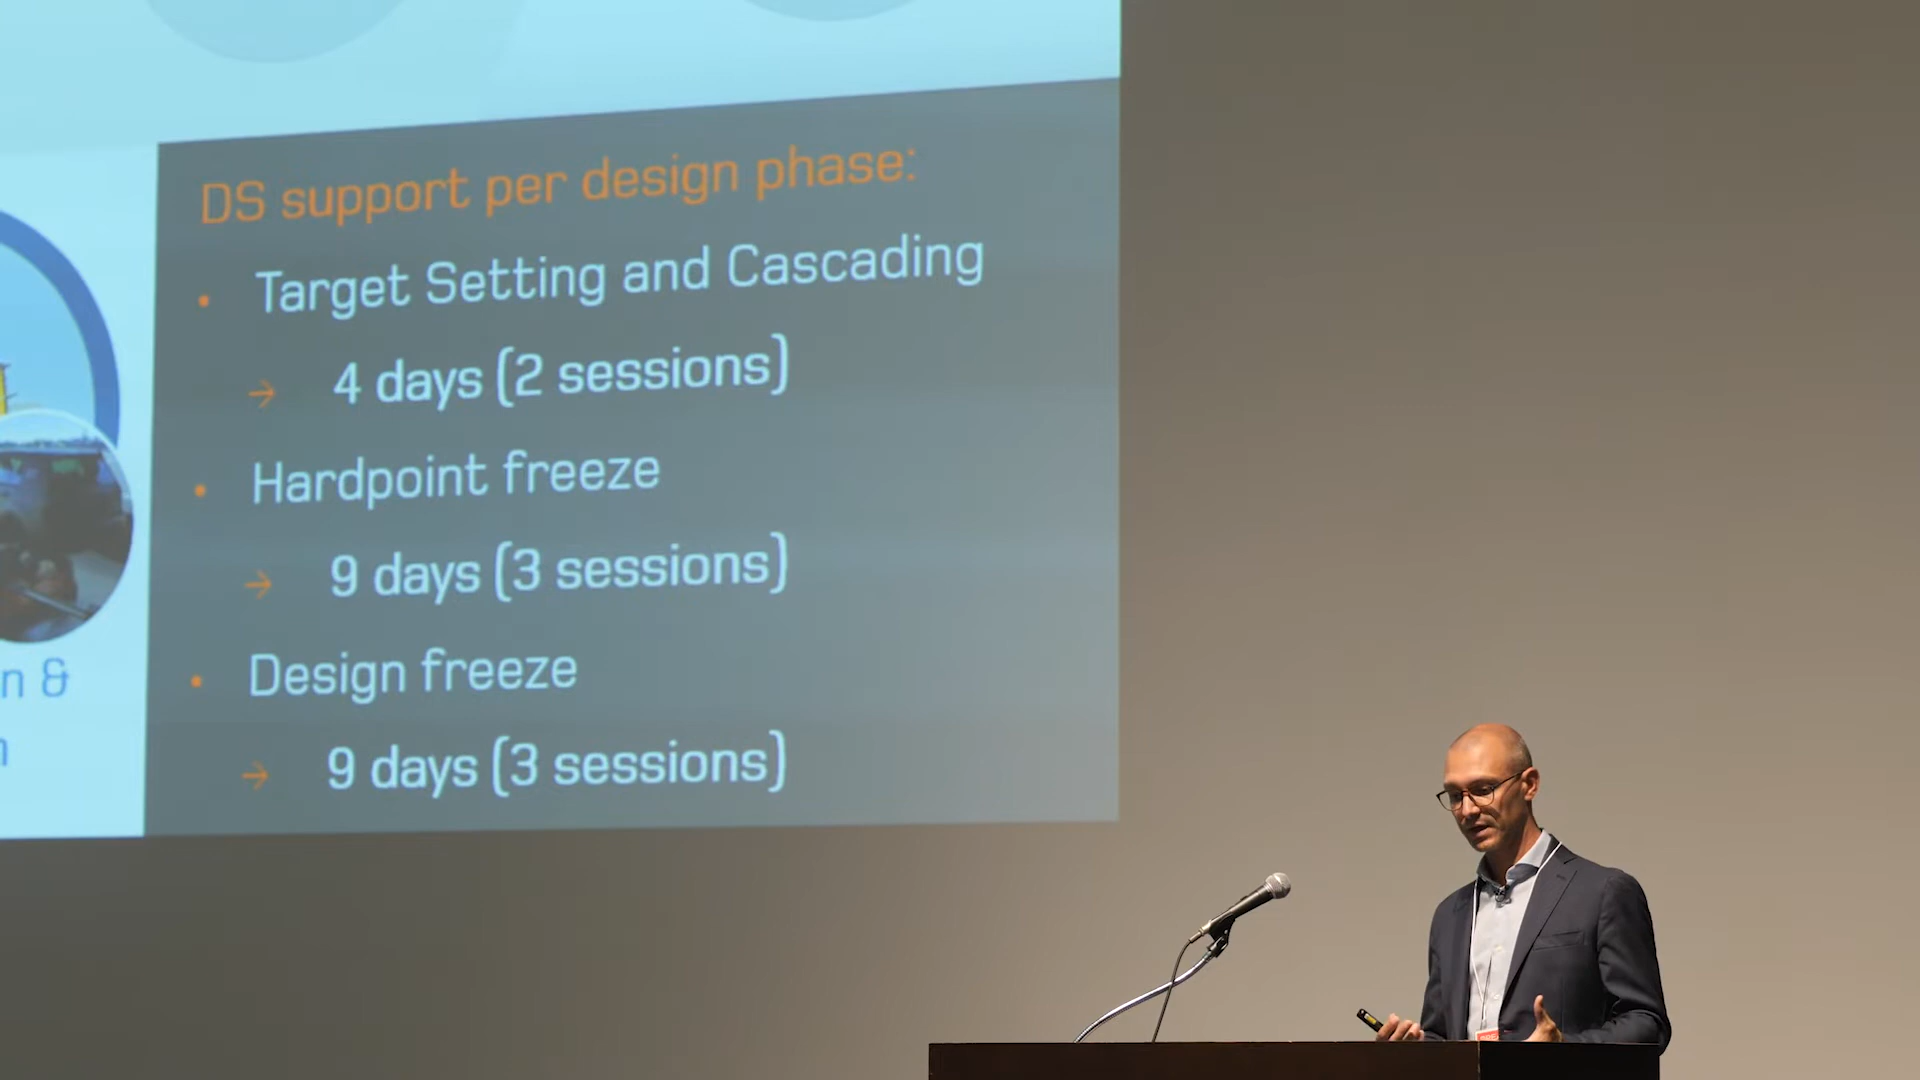 DS support per design phase:
• Target Setting and Cascading
→ 4 days (2 sessions)
• Hardpoint freeze
→ 9 days (3 sessions)
• Design freeze
→ 9 days (3 sessions)
n &